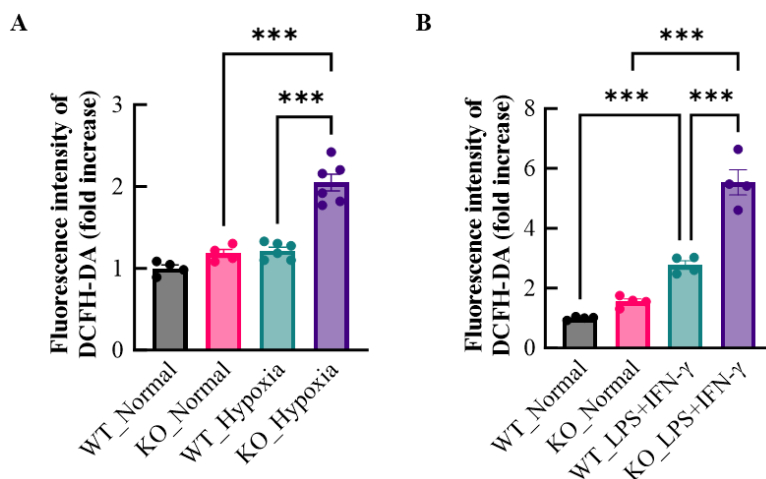 A
Fluorescence intensity of
DCFH-DA (fold increase)
***
***
3
2
1
0
WT_Normal
KO_Normal
WT_Hypoxia
KO_Hypoxia
B
Fluorescence intensity of
DCFH-DA (fold increase)
***
*** ***
8
6
4
2
0
WT_Normal
KO_Normal
WT_LPS+IFN-γ
KO_LPS+IFN-γ